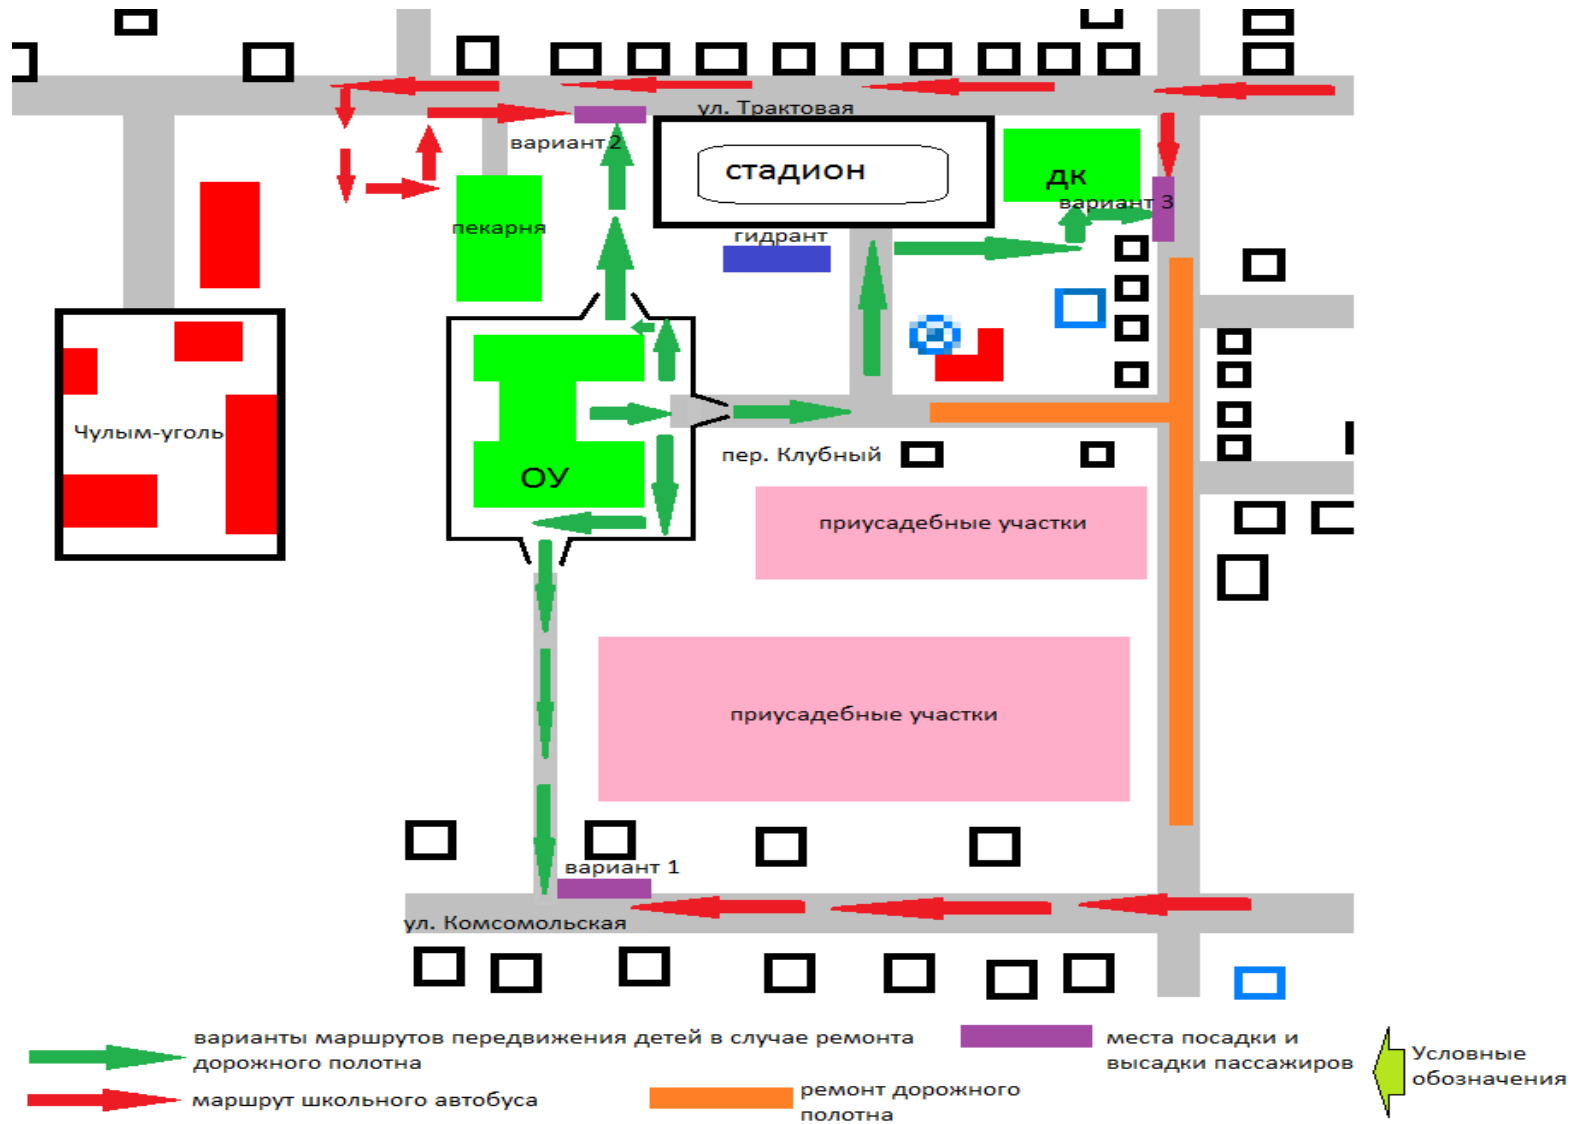 ул. Трактовая
вариант 2
стадион
дк
вариант 3
пекарня
гидрант
Чулым-уголь
пер. Клубный
ОУ
приусадебные участки
приусадебные участки
вариант 1
ул. Комсомольская
варианты маршрутов передвижения детей в случае ремонта
дорожного полотна
места посадки и
высадки пассажиров
Условные
обозначения
маршрут школьного автобуса
ремонт дорожного
полотна